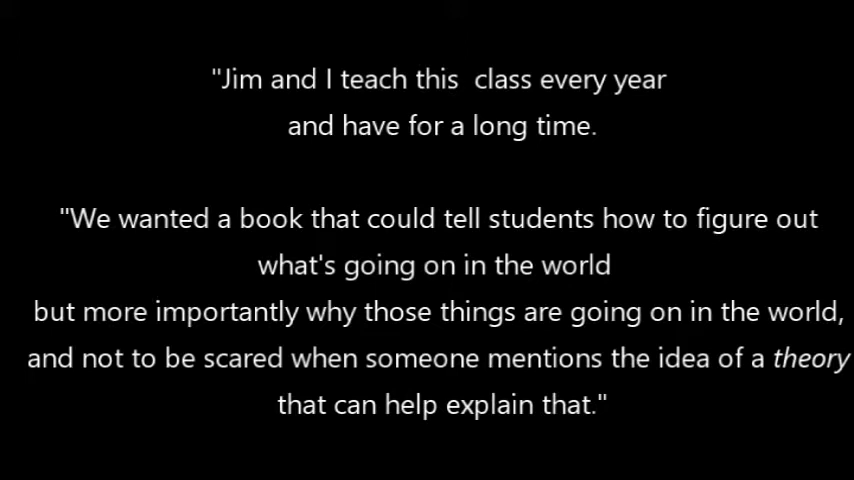 "Jim and I teach this  class every year
and have for a long time.
"We wanted a book that could tell students how to figure out
what's going on in the world
but more importantly why those things are going on in the world,
and not to be scared when someone mentions the idea of a theory
that can help explain that."